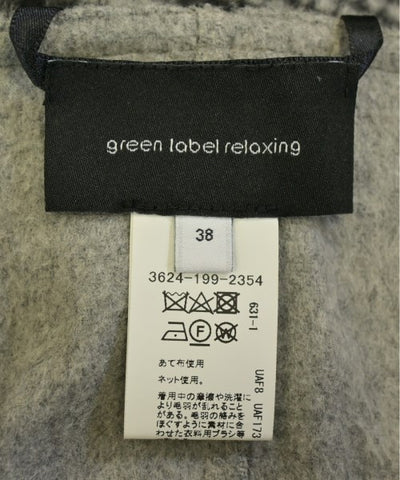 green label relaxing
38
3624-199-2354
631-1
あて布使用
ネット使用。
着用中の摩擦や洗濯に
より毛羽が乱れること
がある。毛羽の絡みを
ほぐすように素材に合
わせた衣料用ブラシ等
UAF8 UAF173